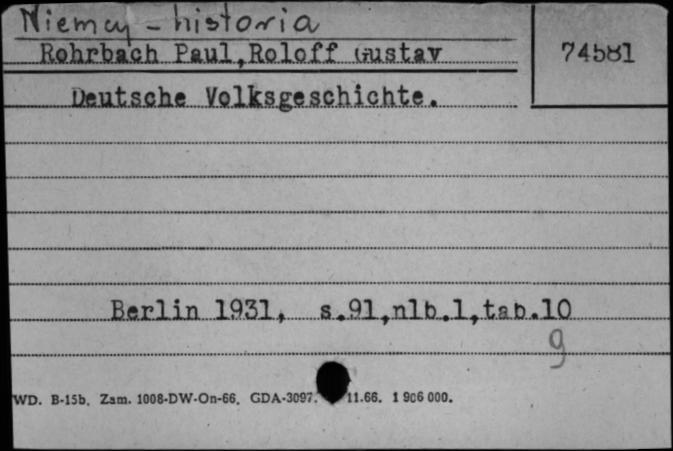 Niemcy - historia
Rohrbach Paul, Roloff Gustav
74581
Deutsche Volksgeschichte.
Berlin 1931, s.91,nlb.1,tab.10
9
WD. B-15b. Zam. 1008-DW-On-66. GDA-3097. 11.66. 1 906 000.